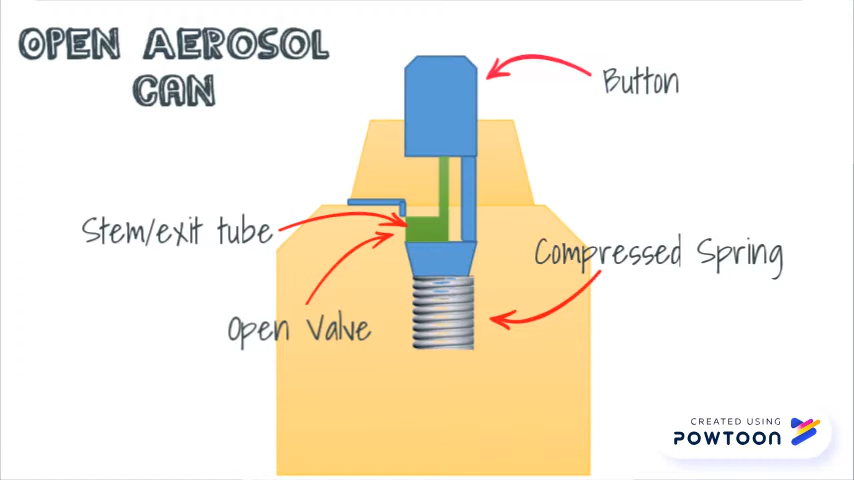 OPEN AEROSOL
CAN
Button
Stem/exit tube
Compressed Spring
Open Valve
CREATED USING
POWTOON